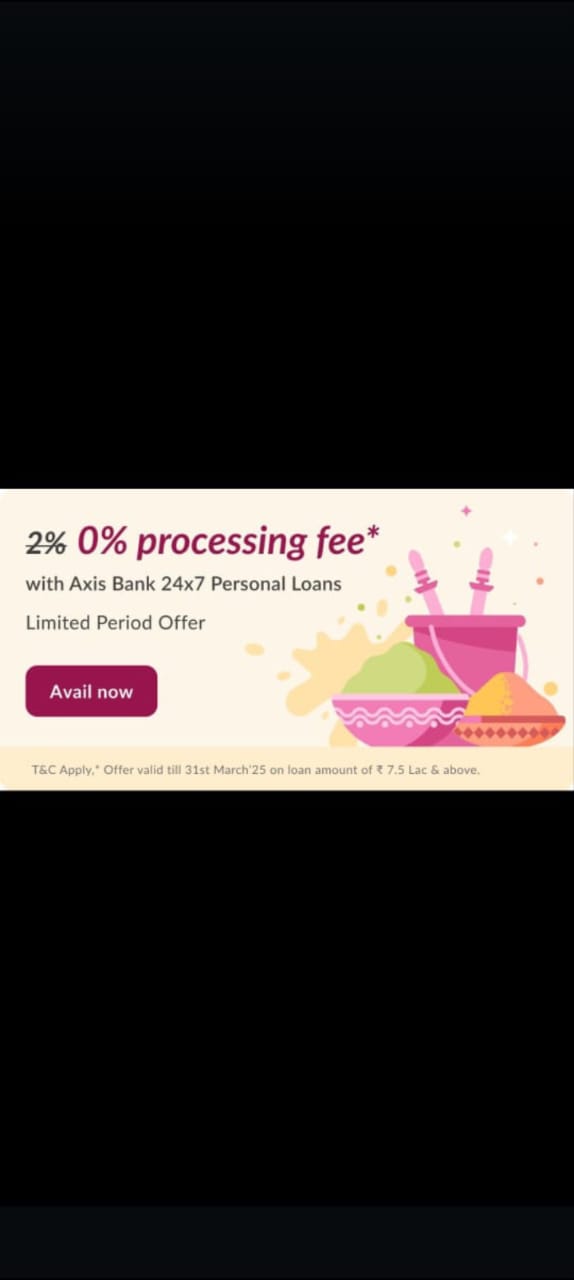 2% 0% processing fee*
with Axis Bank 24x7 Personal Loans
Limited Period Offer
Avail now
T&C Apply,* Offer valid till 31st March'25 on loan amount of ₹ 7.5 Lac & above.